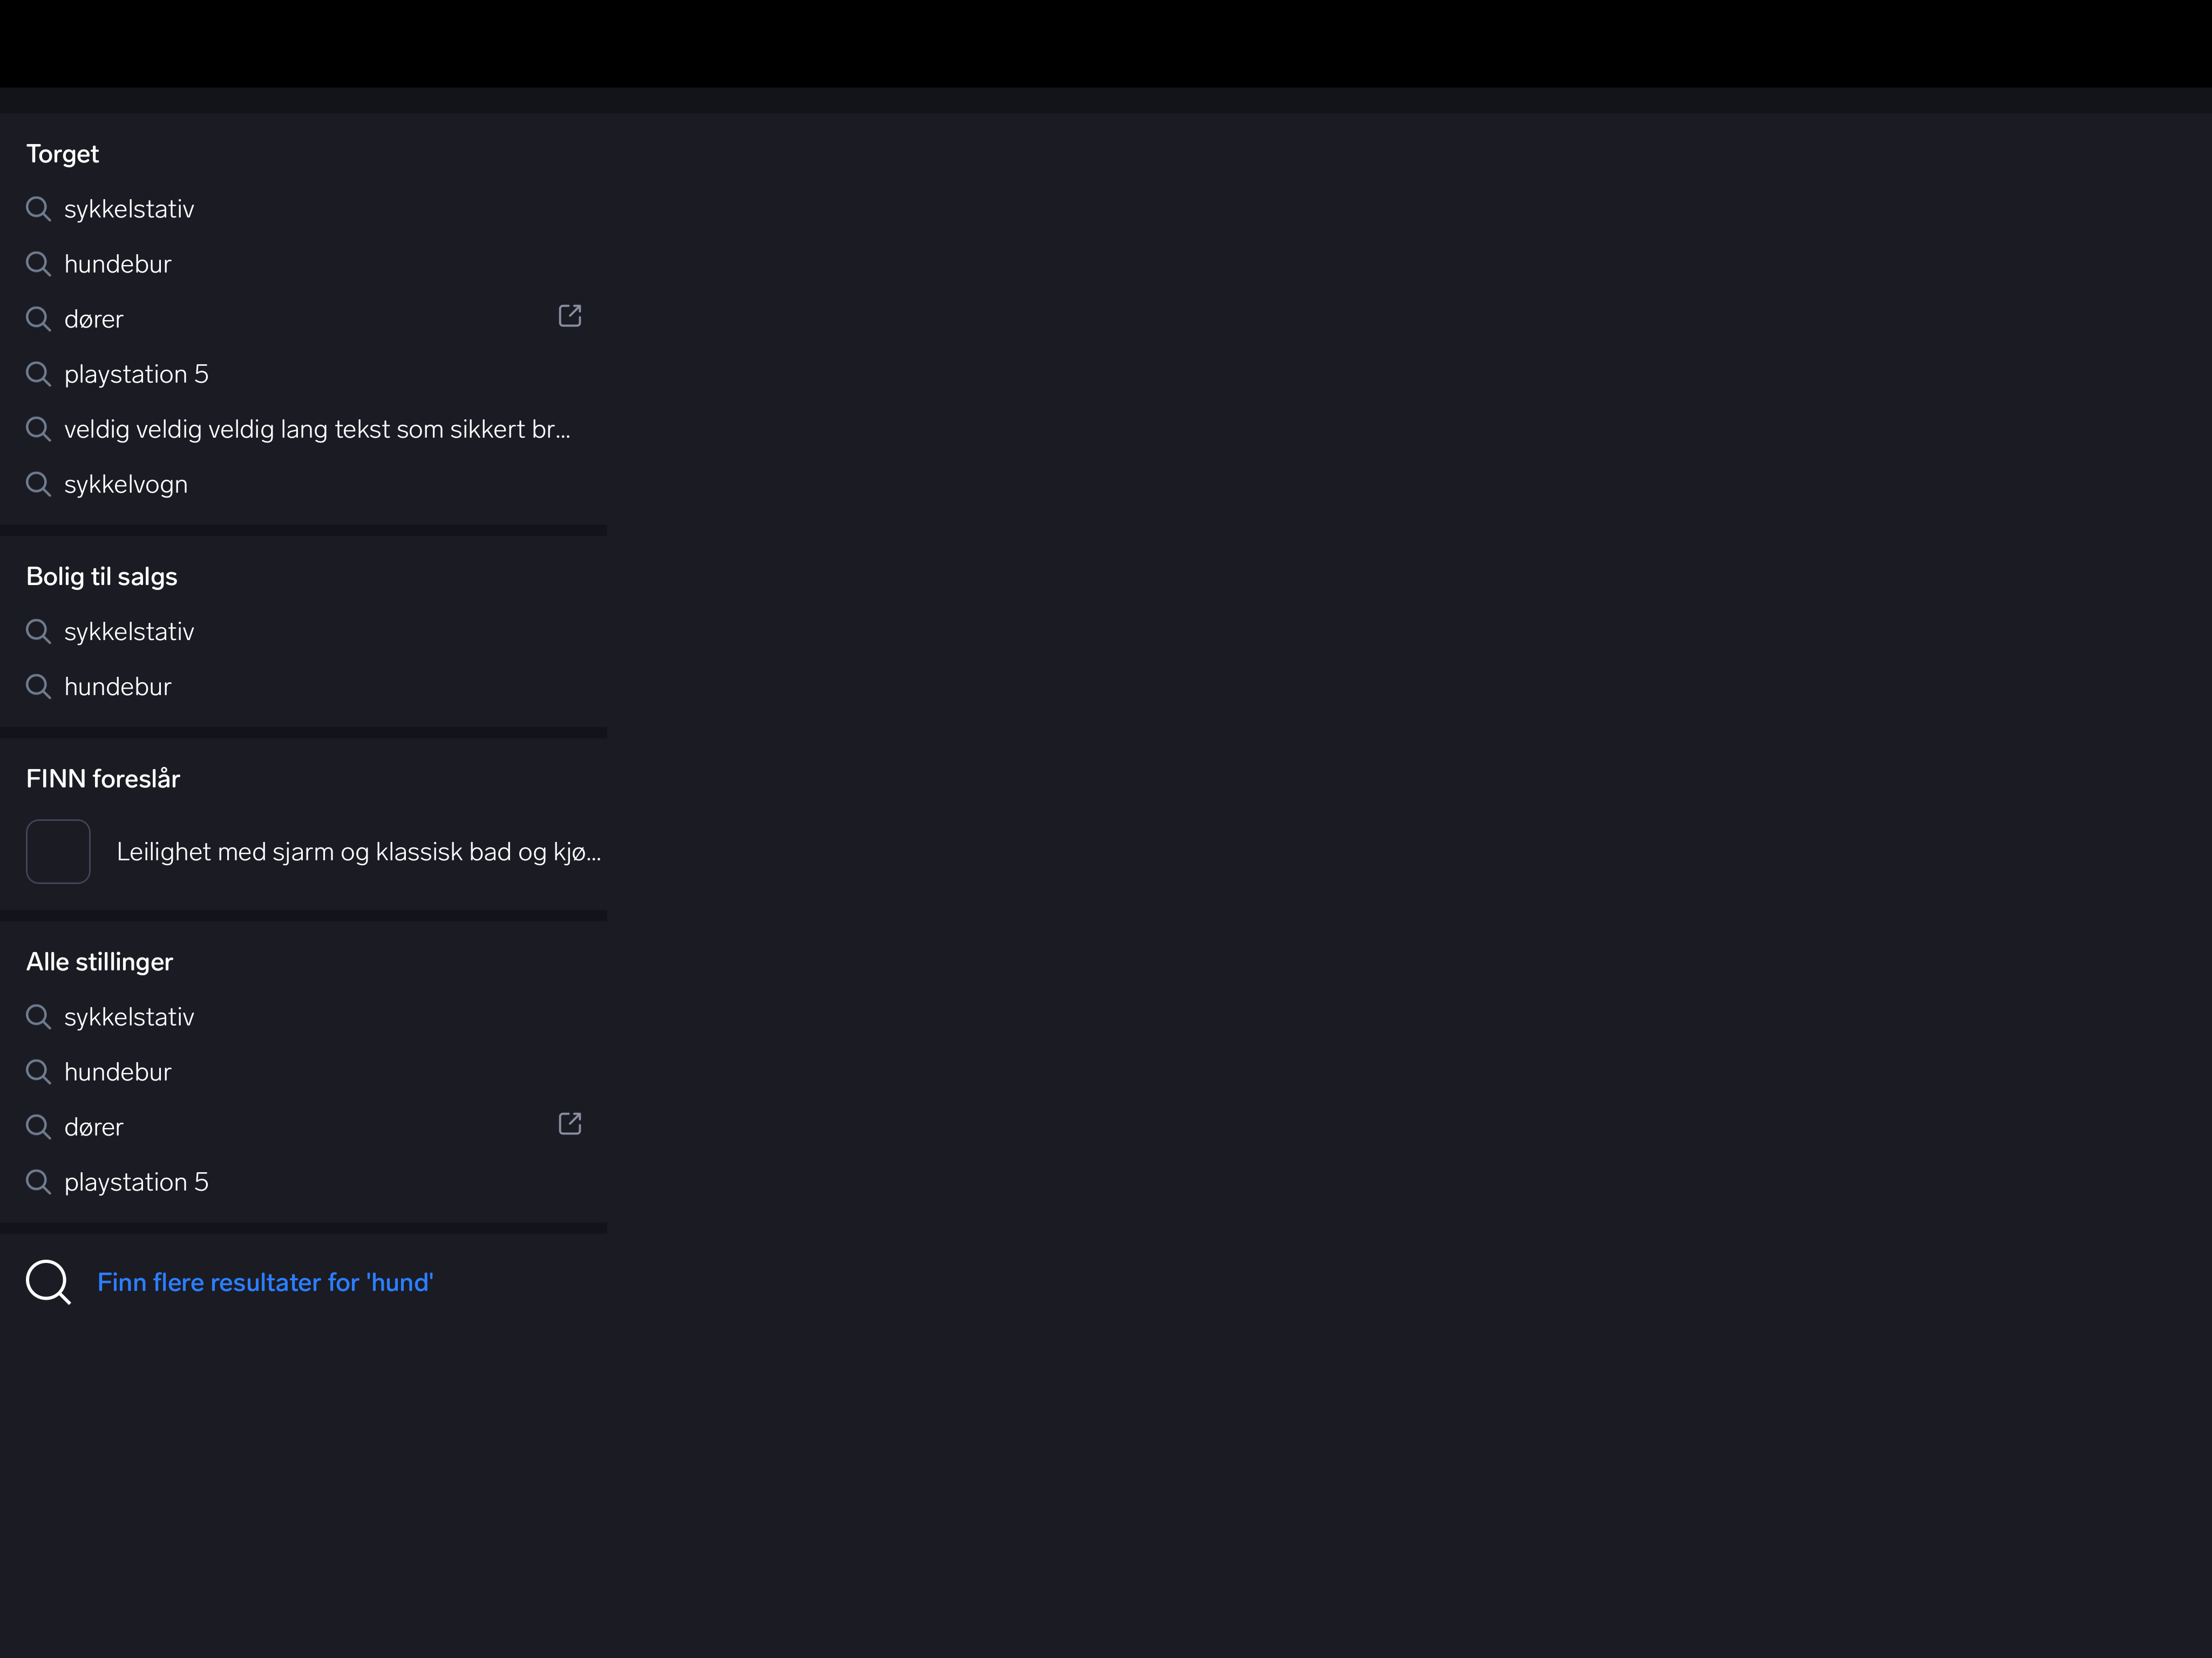 Torget
sykkelstativ
hundebur
dører
playstation 5
veldig veldig veldig lang tekst som sikkert br...
sykkelvogn
Bolig til salgs
sykkelstativ
hundebur
FINN foreslår
Leilighet med sjarm og klassisk bad og kjø...
Alle stillinger
sykkelstativ
hundebur
dører
playstation 5
Finn flere resultater for 'hund'